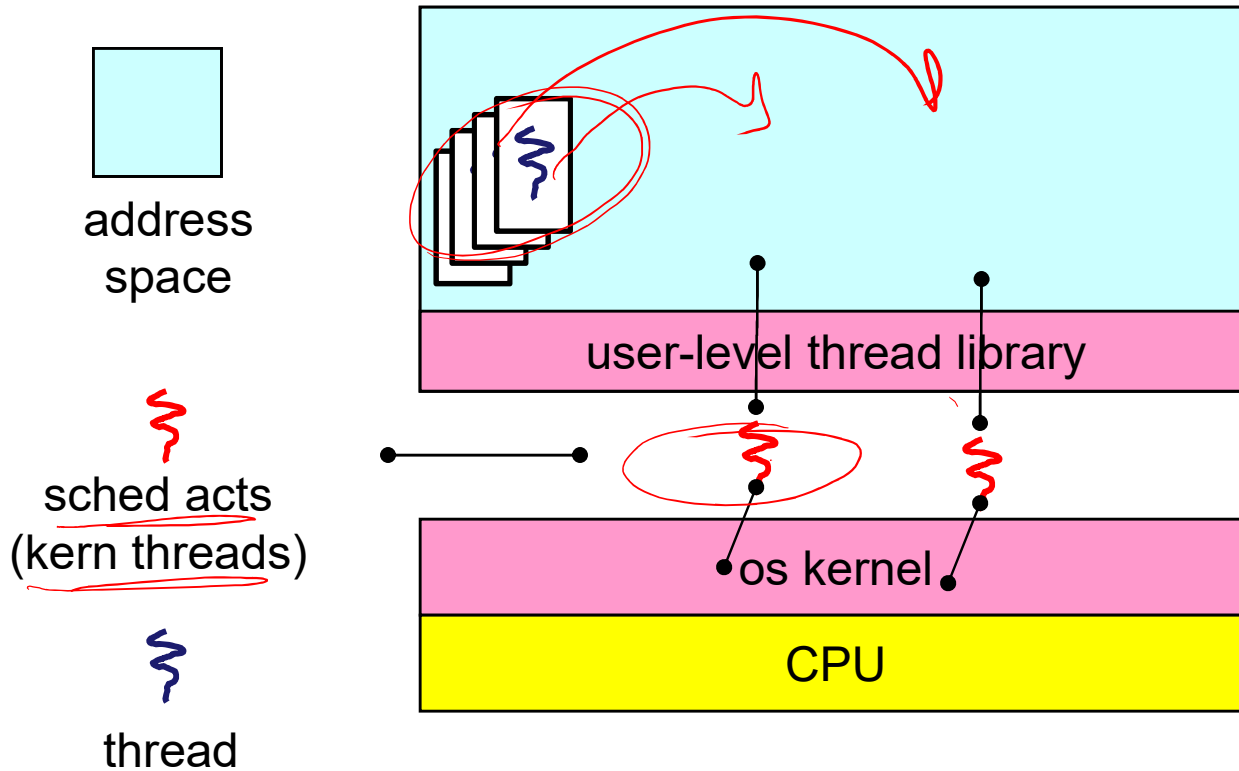 address
space
sched acts
(kern threads)
thread
user-level thread library
os kernel
CPU